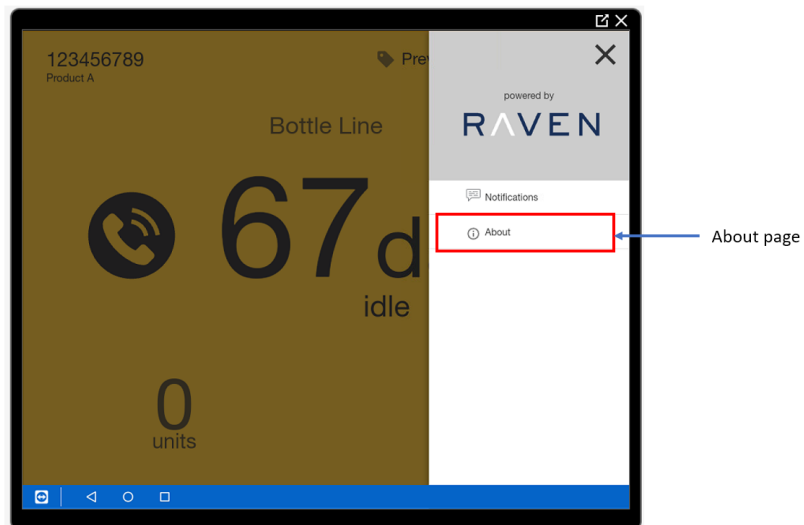 123456789
Product A
Prev
Bottle Line
67d
idle
0
units
powered by
RAVEN
Notifications
About
About page